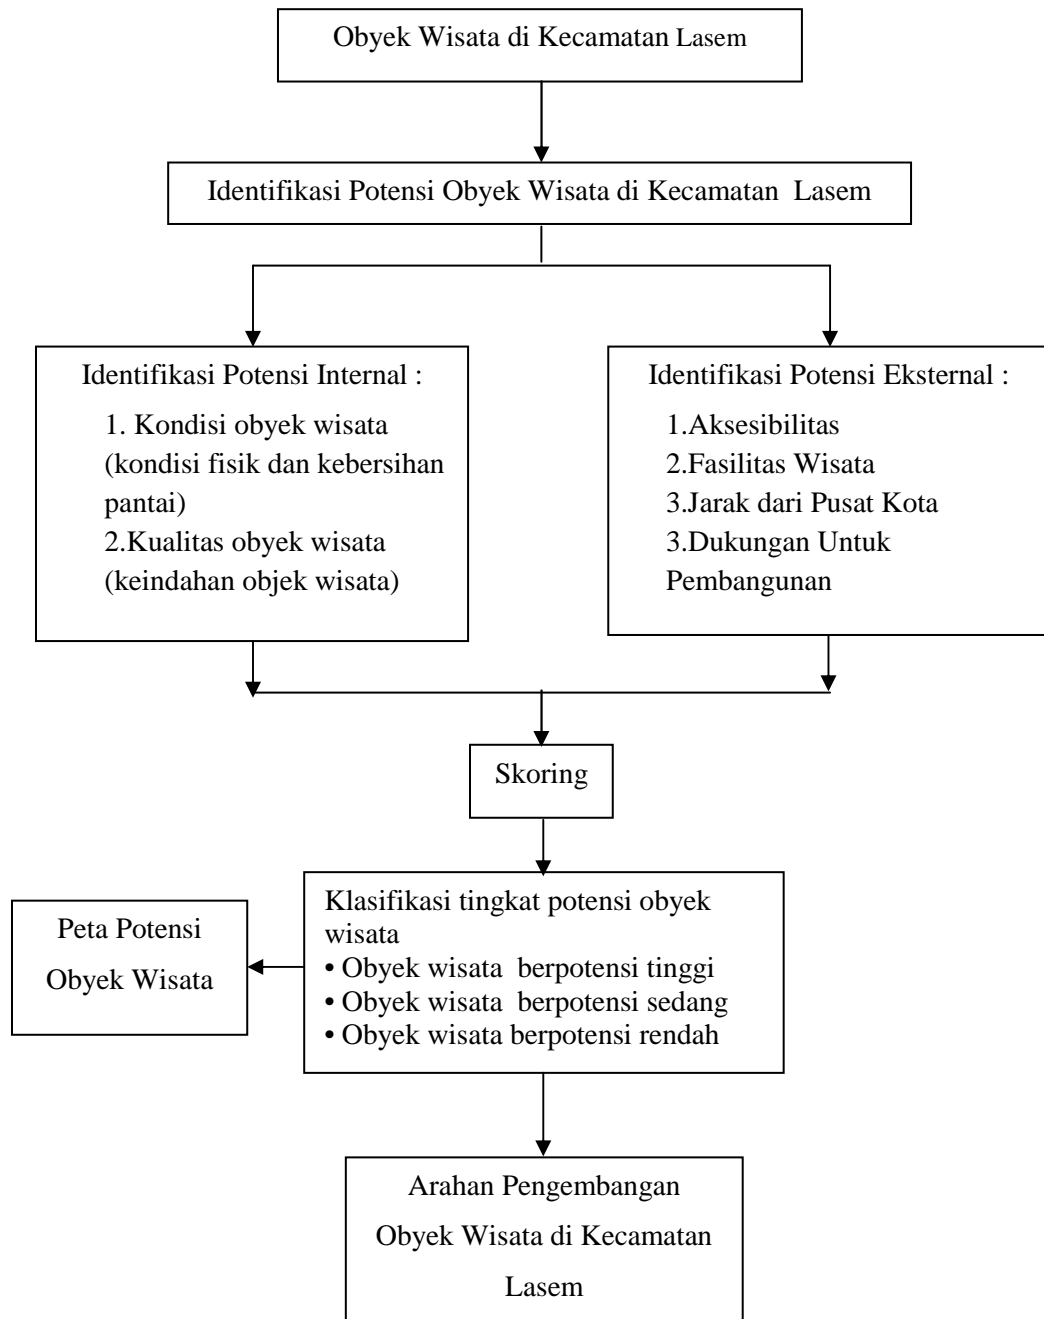 Obyek Wisata di Kecamatan Lasem
Identifikasi Potensi Obyek Wisata di Kecamatan Lasem
Identifikasi Potensi Internal :
1. Kondisi obyek wisata
(kondisi fisik dan kebersihan
pantai)
2.Kualitas obyek wisata
(keindahan objek wisata)
Identifikasi Potensi Eksternal :
1.Aksesibilitas
2.Fasilitas Wisata
3.Jarak dari Pusat Kota
3.Dukungan Untuk
Pembangunan
Skoring
Klasifikasi tingkat potensi obyek
wisata
• Obyek wisata berpotensi tinggi
• Obyek wisata berpotensi sedang
• Obyek wisata berpotensi rendah
Peta Potensi
Obyek Wisata
Arahan Pengembangan
Obyek Wisata di Kecamatan
Lasem